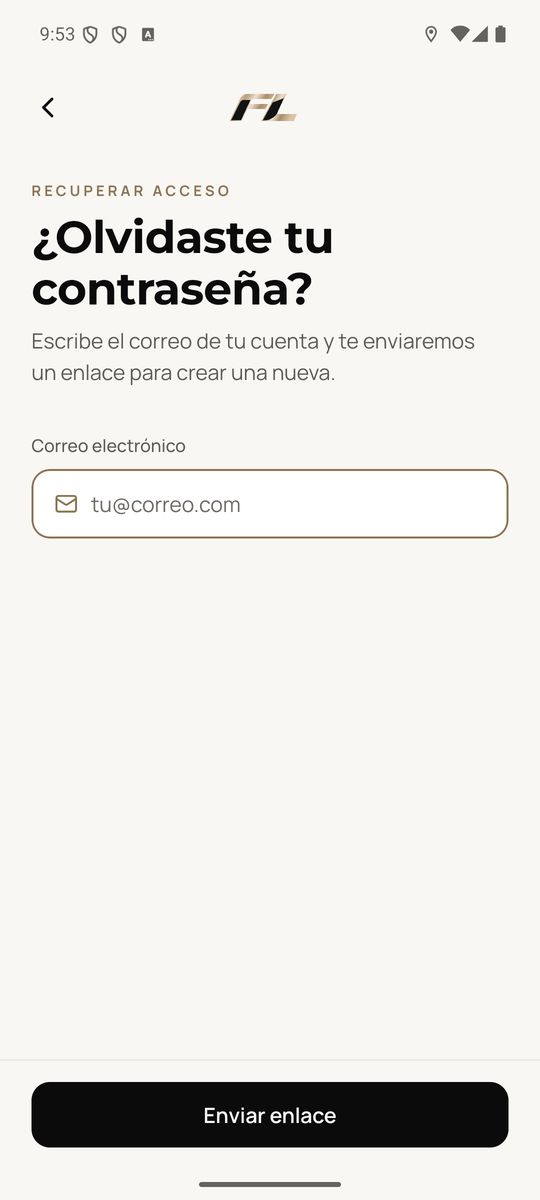 9:53
FL
RECUPERAR ACCESO
¿Olvidaste tu
contraseña?
Escribe el correo de tu cuenta y te enviaremos
un enlace para crear una nueva.
Correo electrónico
tu@correo.com
Enviar enlace